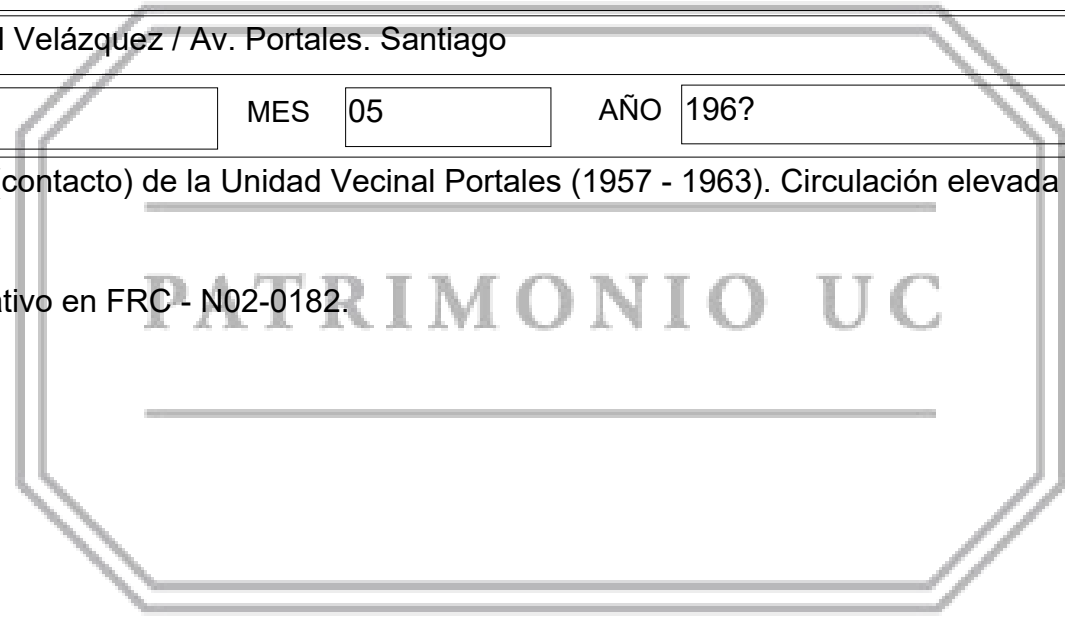 l Velázquez / Av. Portales. Santiago
MES 05 AÑO 196?
contacto) de la Unidad Vecinal Portales (1957 - 1963). Circulación elevada
ativo en FRC - N02-0182.
PATRIMONIO UC